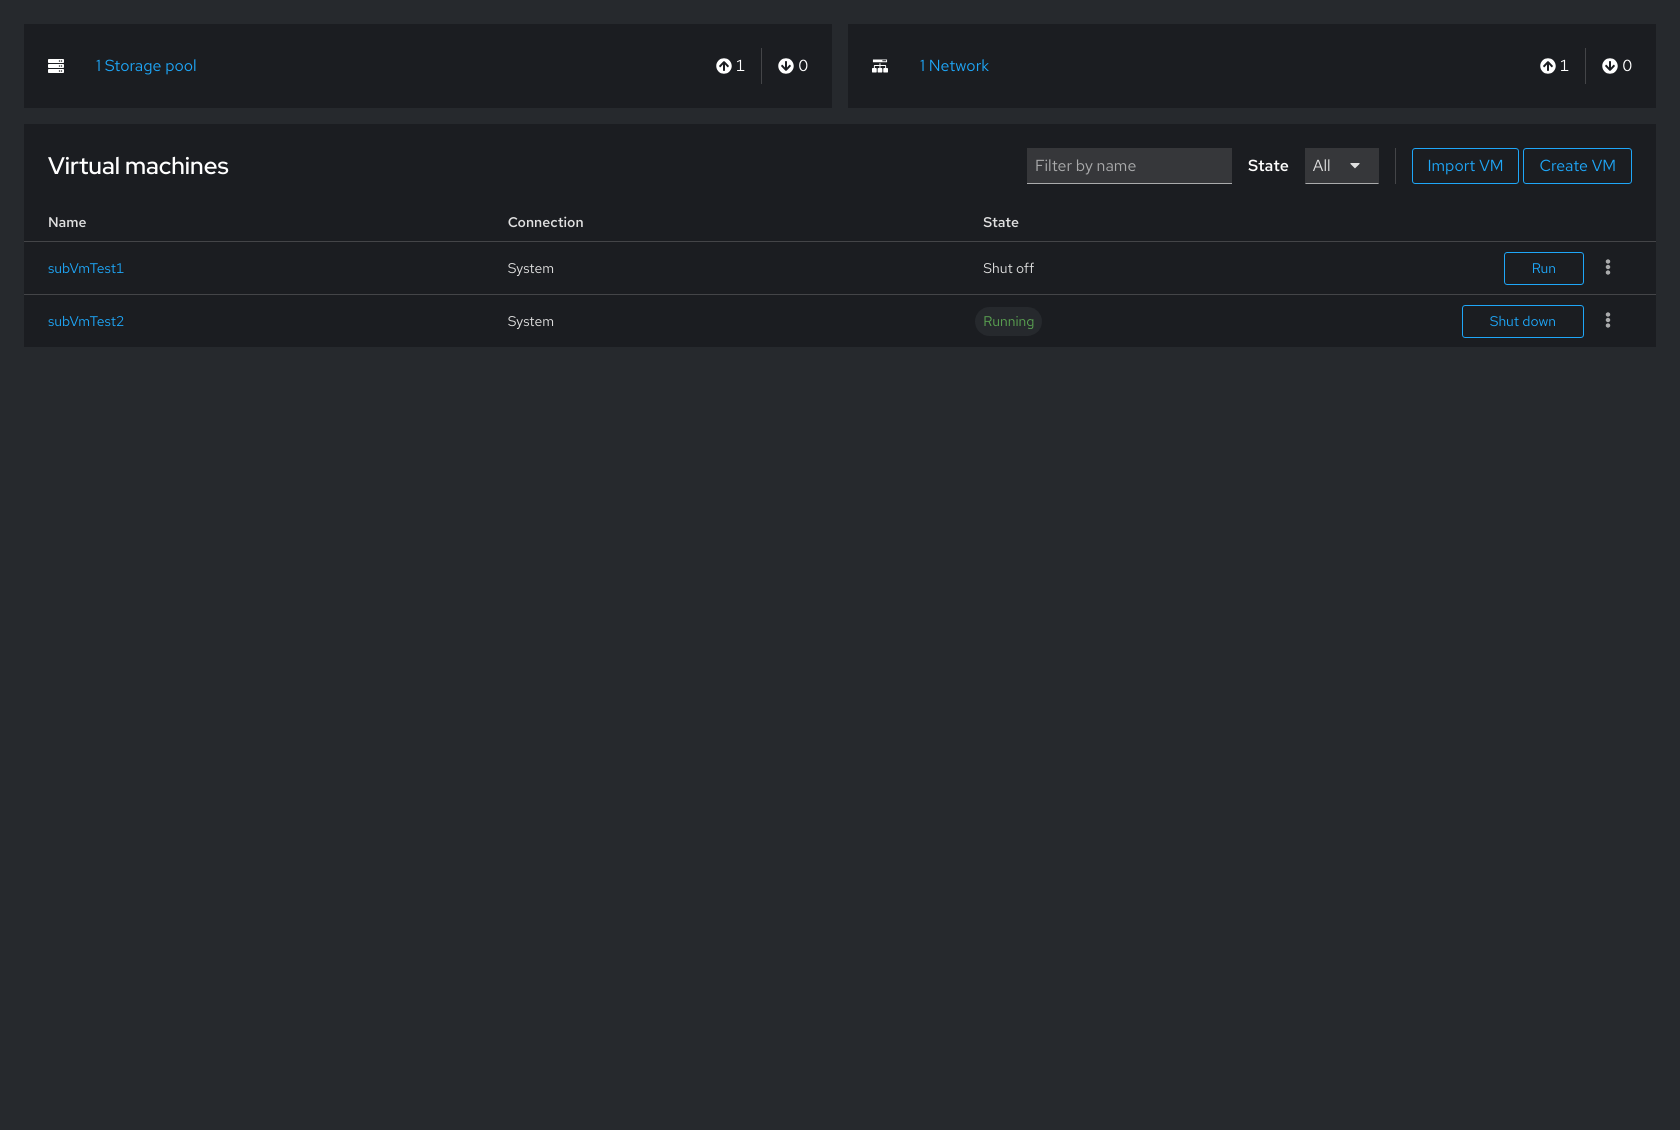 1 Storage pool 1 0 1 Network 1 0
Virtual machines Filter by name State All Import VM Create VM
Name Connection State
subVmTest1 System Shut off Run
subVmTest2 System Running Shut down